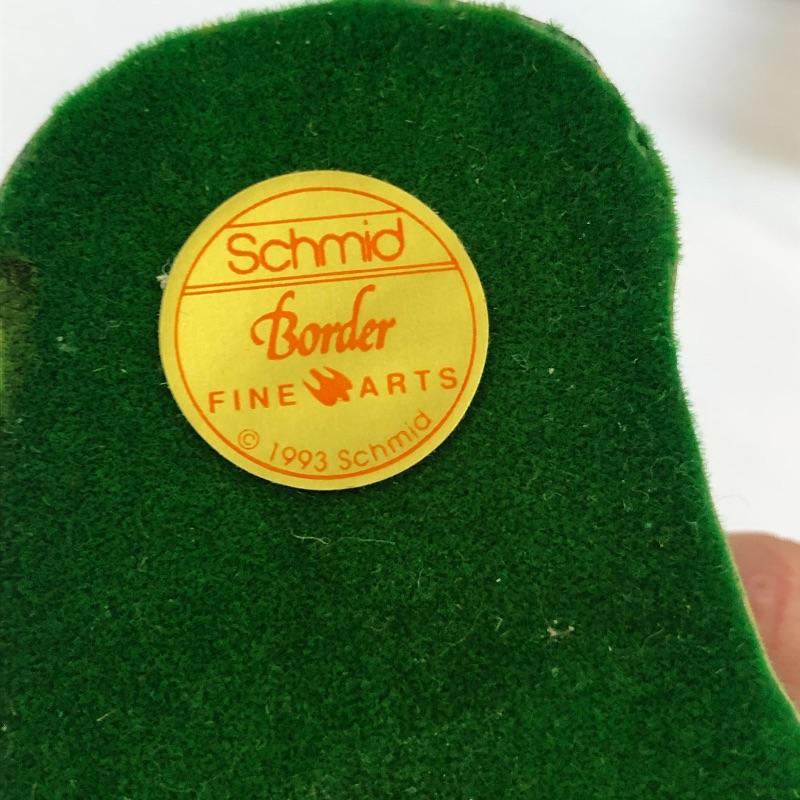 Schmid
Border
FINE ARTS
© 1993 Schmid